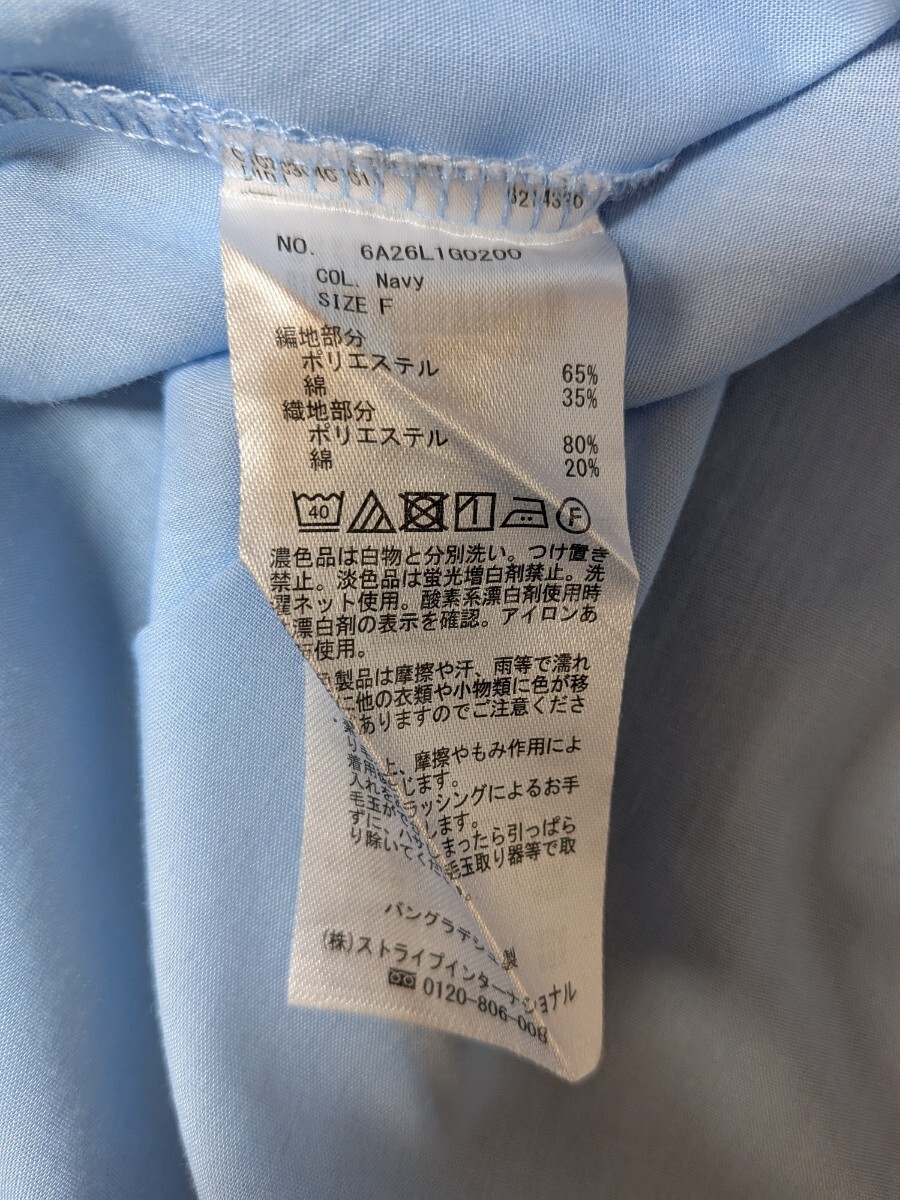 NO. 6A26L1G0200
COL. Navy
SIZE F
編地部分
ポリエステル 65%
綿 35%
織地部分
ポリエステル 80%
綿 20%
40
F
濃色品は白物と分別洗い。つけ置き
禁止。淡色品は蛍光増白剤禁止。洗
濯ネット使用。酸素系漂白剤使用時
漂白剤の表示を確認。アイロンあ
使用。
製品は摩擦や汗、雨等で濡れ
に他の衣類や小物類に色が移
ありますのでご注意くださ
上、摩擦やもみ作用によ
じます。
着用
ラッシングによるお手
入れ
します。
毛玉が
まったら引っぱら
ずに、ハサ
毛玉取り器等で取
り除いてくだ
バングラデシュ製
(株)ストライプインターナショナル
0120-806-008